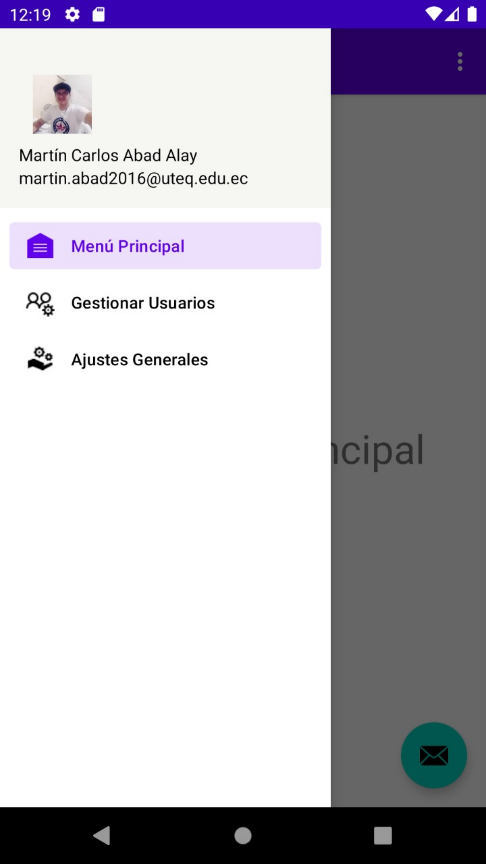 12:19
Martín Carlos Abad Alay
martin.abad2016@uteq.edu.ec
Menú Principal
Gestionar Usuarios
Ajustes Generales
ncipal